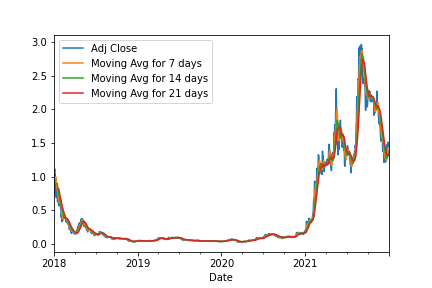 3.0
2.5
2.0
1.5
1.0
0.5
0.0
Adj Close
Moving Avg for 7 days
Moving Avg for 14 days
Moving Avg for 21 days
2018
2019
2020
2021
Date